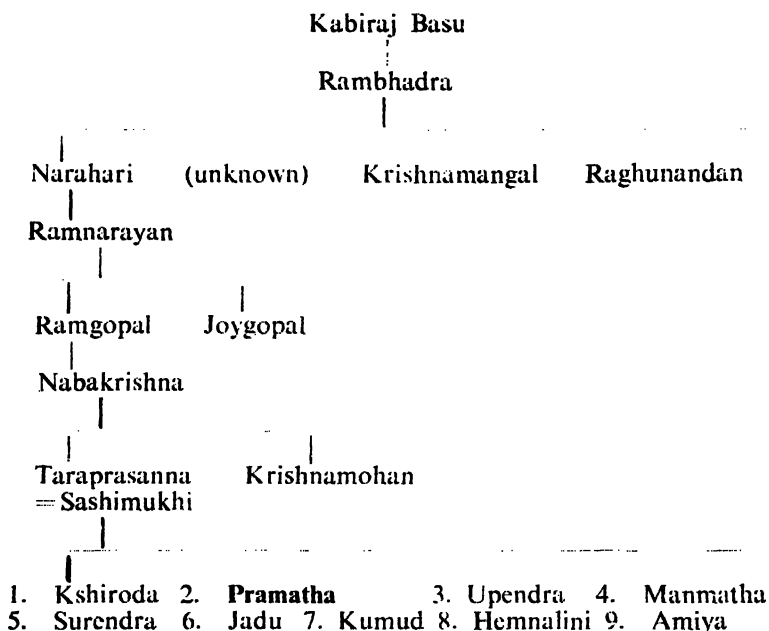 Kabiraj Basu
Rambhadra
Narahari (unknown) Krishnamangal Raghunandan
Ramnarayan
Ramgopal Joygopal
Nabakrishna
Taraprasanna Krishnamohan
=Sashimukhi
1. Kshiroda 2. Pramatha 3. Upendra 4. Manmatha
5. Surendra 6. Jadu 7. Kumud 8. Hemnalini 9. Amiya